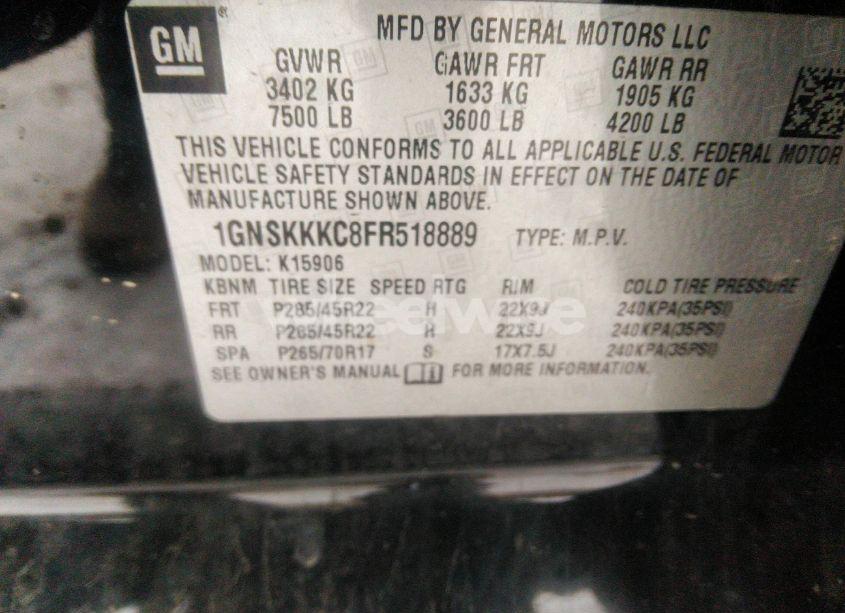 GM
MFD BY GENERAL MOTORS LLC
GVWR GAWR FRT GAWR RR
3402 KG 1633 KG 1905 KG
7500 LB 3600 LB 4200 LB
THIS VEHICLE CONFORMS TO ALL APPLICABLE U.S. FEDERAL MOTOR
VEHICLE SAFETY STANDARDS IN EFFECT ON THE DATE OF
MANUFACTURE SHOWN ABOVE.
1GNSKKKC8FR518889 TYPE: M.P.V.
MODEL: K15906
KBNM TIRE SIZE SPEED RTG RIM COLD TIRE PRESSURE
FRT P285/45R22 H 22X9J 240KPA(35PSI)
RR P285/45R22 H 22X9J 240KPA(35PSI)
SPA P265/70R17 S 17X7.5J 240KPA(35PSI)
SEE OWNER'S MANUAL FOR MORE INFORMATION.